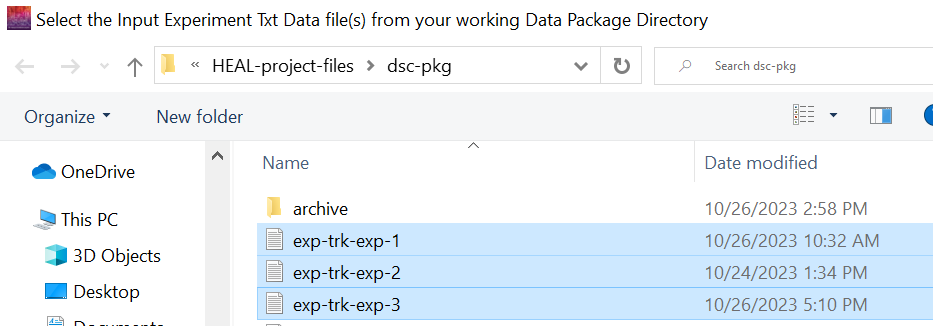 Select the Input Experiment Txt Data file(s) from your working Data Package Directory
« HEAL-project-files › dsc-pkg
Search dsc-pkg
Organize New folder
Name Date modified
OneDrive
This PC
3D Objects
Desktop
Documents
archive 10/26/2023 2:58 PM
exp-trk-exp-1 10/26/2023 10:32 AM
exp-trk-exp-2 10/24/2023 1:34 PM
exp-trk-exp-3 10/26/2023 5:10 PM